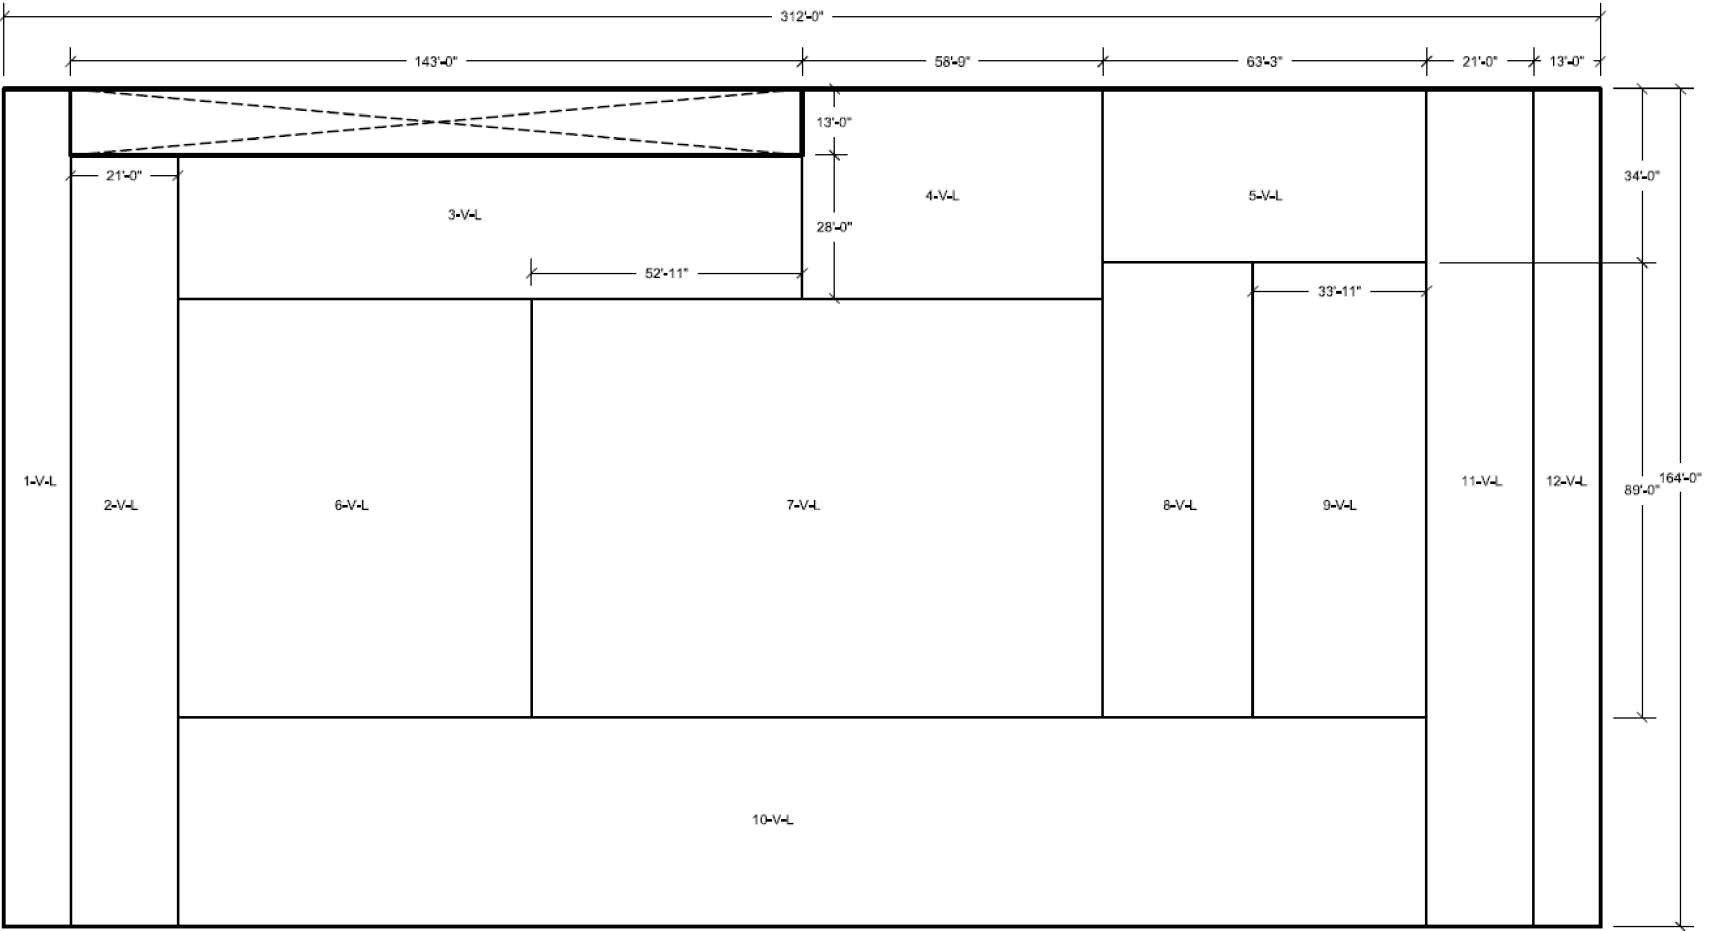 312'-0"
143'-0"
58'-9"
63'-3"
21'-0"
13'-0"
13'-0"
21'-0"
34'-0"
4-V-L
5-V-L
3-V-L
28'-0"
52'-11"
33'-11"
1-V-L
2-V-L
6-V-L
7-V-L
8-V-L
9-V-L
11-V-L
12-V-L
89'-0"
164'-0"
10-V-L